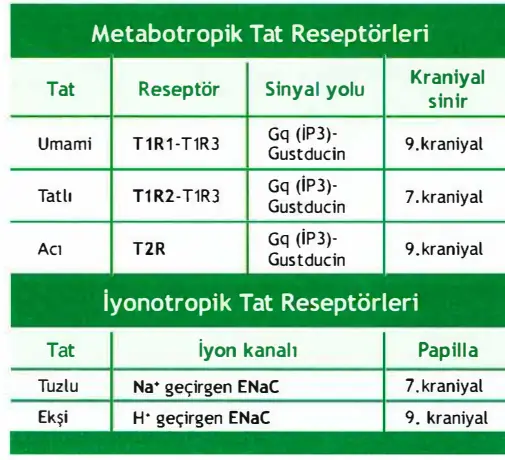 Metabotropik Tat Reseptörleri
Tat Reseptör Sinyal yolu Kraniyal sinir
Umami T1R1-T1R3 Gq (İP3)-Gustducin 9.kraniyal
Tatlı T1R2-T1R3 Gq (İP3)-Gustducin 7.kraniyal
Acı T2R Gq (İP3)-Gustducin 9.kraniyal
İyonotropik Tat Reseptörleri
Tat İyon kanalı Papilla
Tuzlu Na⁺ geçirgen ENaC 7.kraniyal
Ekşi H⁺ geçirgen ENaC 9. kraniyal